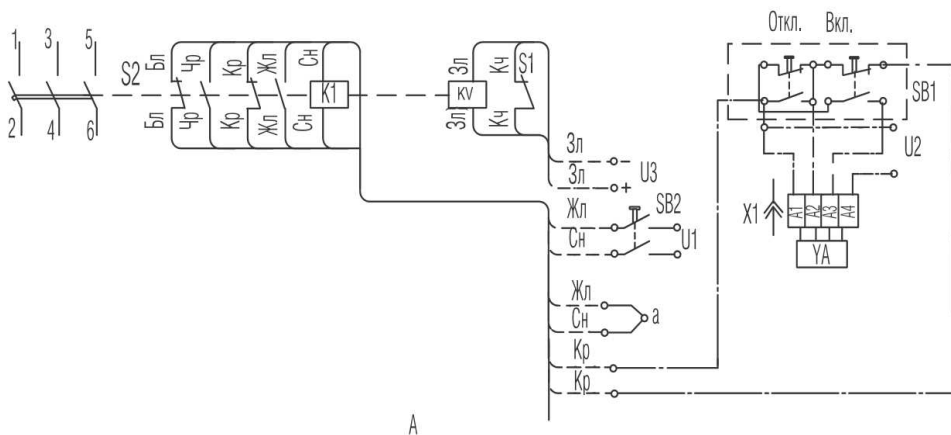 Откл. Вкл.
1 3 5
S2
Бл Чр Кр Жл Сн
K1
Зл Кч S1
KV
SB1
2 4 6
Бл Чр Кр Жл Сн
Зл Кч
Зл
U3
Зл +
U2
Жл SB2
Сн U1
X1
A1 A2 A3 A4
YA
Жл
Сн a
Кр
Кр
A